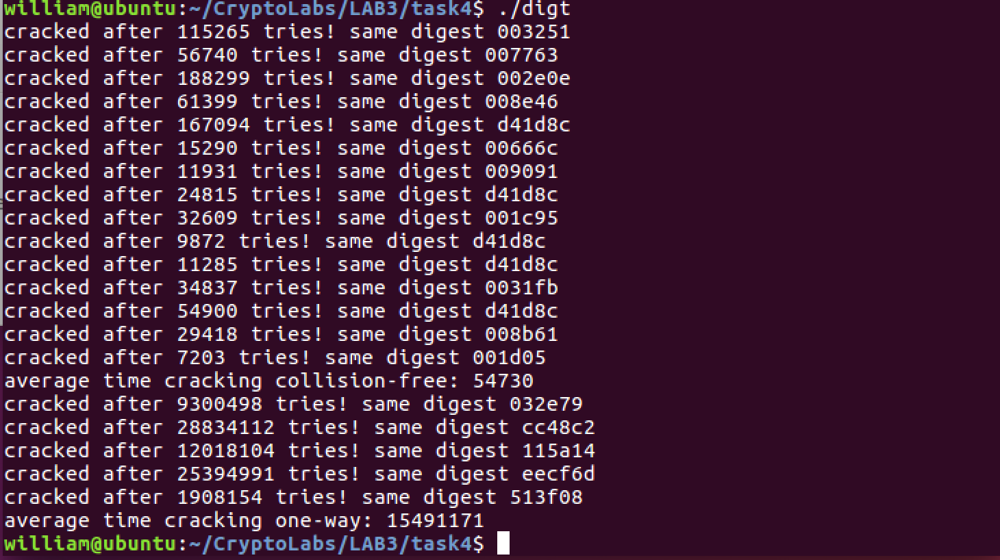 william@ubuntu:~/CryptoLabs/LAB3/task4$ ./digt
cracked after 115265 tries! same digest 003251
cracked after 56740 tries! same digest 007763
cracked after 188299 tries! same digest 002e0e
cracked after 61399 tries! same digest 008e46
cracked after 167094 tries! same digest d41d8c
cracked after 15290 tries! same digest 00666c
cracked after 11931 tries! same digest 009091
cracked after 24815 tries! same digest d41d8c
cracked after 32609 tries! same digest 001c95
cracked after 9872 tries! same digest d41d8c
cracked after 11285 tries! same digest d41d8c
cracked after 34837 tries! same digest 0031fb
cracked after 54900 tries! same digest d41d8c
cracked after 29418 tries! same digest 008b61
cracked after 7203 tries! same digest 001d05
average time cracking collision-free: 54730
cracked after 9300498 tries! same digest 032e79
cracked after 28834112 tries! same digest cc48c2
cracked after 12018104 tries! same digest 115a14
cracked after 25394991 tries! same digest eecf6d
cracked after 1908154 tries! same digest 513f08
average time cracking one-way: 15491171
william@ubuntu:~/CryptoLabs/LAB3/task4$